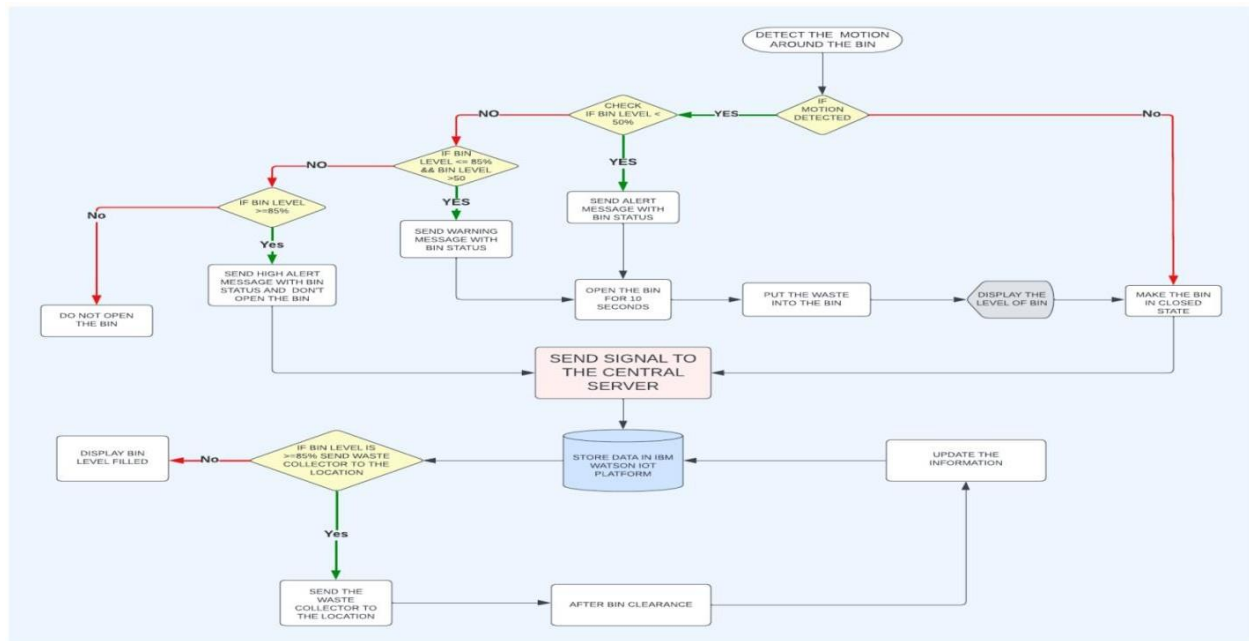 DETECT THE MOTION
AROUND THE BIN
IF
MOTION
DETECTED
YES
No
CHECK
IF BIN LEVEL <
50%
NO
YES
IF BIN
LEVEL <= 85%
&& BIN LEVEL
>50
NO
YES
IF BIN LEVEL
>=85%
No
Yes
SEND ALERT
MESSAGE WITH
BIN STATUS
SEND WARNING
MESSAGE WITH
BIN STATUS
SEND HIGH ALERT
MESSAGE WITH BIN
STATUS AND DON'T
OPEN THE BIN
DO NOT OPEN
THE BIN
OPEN THE BIN
FOR 10
SECONDS
PUT THE WASTE
INTO THE BIN
DISPLAY THE
LEVEL OF BIN
MAKE THE BIN
IN CLOSED
STATE
SEND SIGNAL TO
THE CENTRAL
SERVER
DISPLAY BIN
LEVEL FILLED
No
IF BIN LEVEL IS
>=85% SEND WASTE
COLLECTOR TO THE
LOCATION
STORE DATA IN IBM
WATSON IOT
PLATFORM
UPDATE THE
INFORMATION
Yes
SEND THE
WASTE
COLLECTOR TO
THE LOCATION
AFTER BIN CLEARANCE